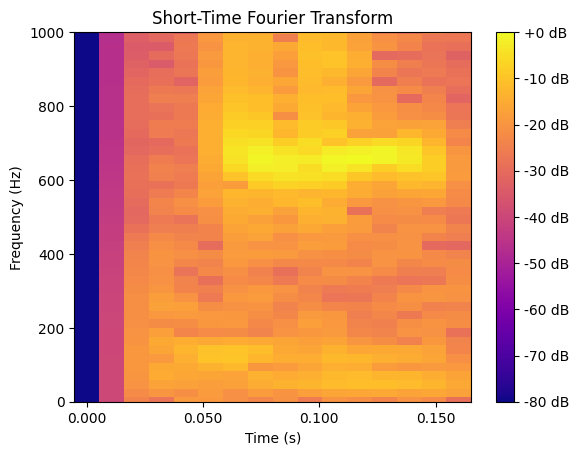 Short-Time Fourier Transform
Frequency (Hz)
1000
800
600
400
200
0
0.000
0.050
0.100
0.150
Time (s)
+0 dB
-10 dB
-20 dB
-30 dB
-40 dB
-50 dB
-60 dB
-70 dB
-80 dB